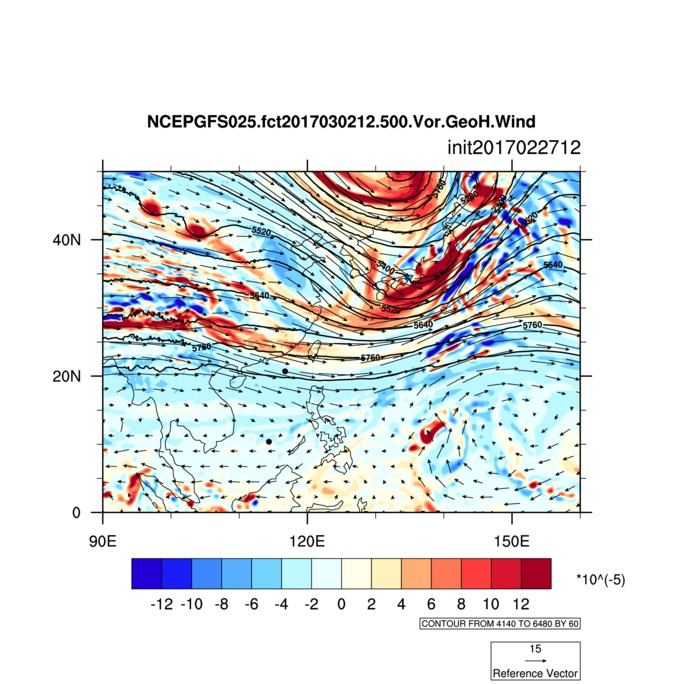 NCEPGFS025.fct2017030212.500.Vor.GeoH.Wind
init2017022712
5760
5280
5520
5400
5640
5640
5520
5640
5760
5760
5760
40N
20N
0
90E
120E
150E
-12 -10 -8 -6 -4 -2 0 2 4 6 8 10 12
*10^(-5)
CONTOUR FROM 4140 TO 6480 BY 60
15
Reference Vector